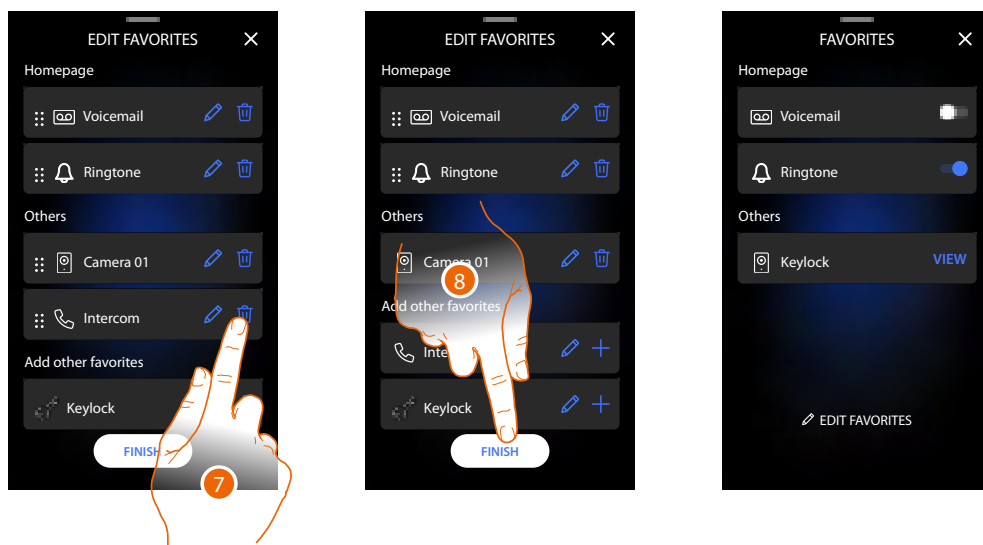 EDIT FAVORITES
Homepage
Voicemail
Ringtone
Others
Camera 01
Intercom
Add other favorites
Keylock
FINISH
7
EDIT FAVORITES
Homepage
Voicemail
Ringtone
Others
Camera 01
8
Add other favorites
Inte
Keylock
FINISH
FAVORITES
Homepage
Voicemail
Ringtone
Others
Keylock VIEW
EDIT FAVORITES